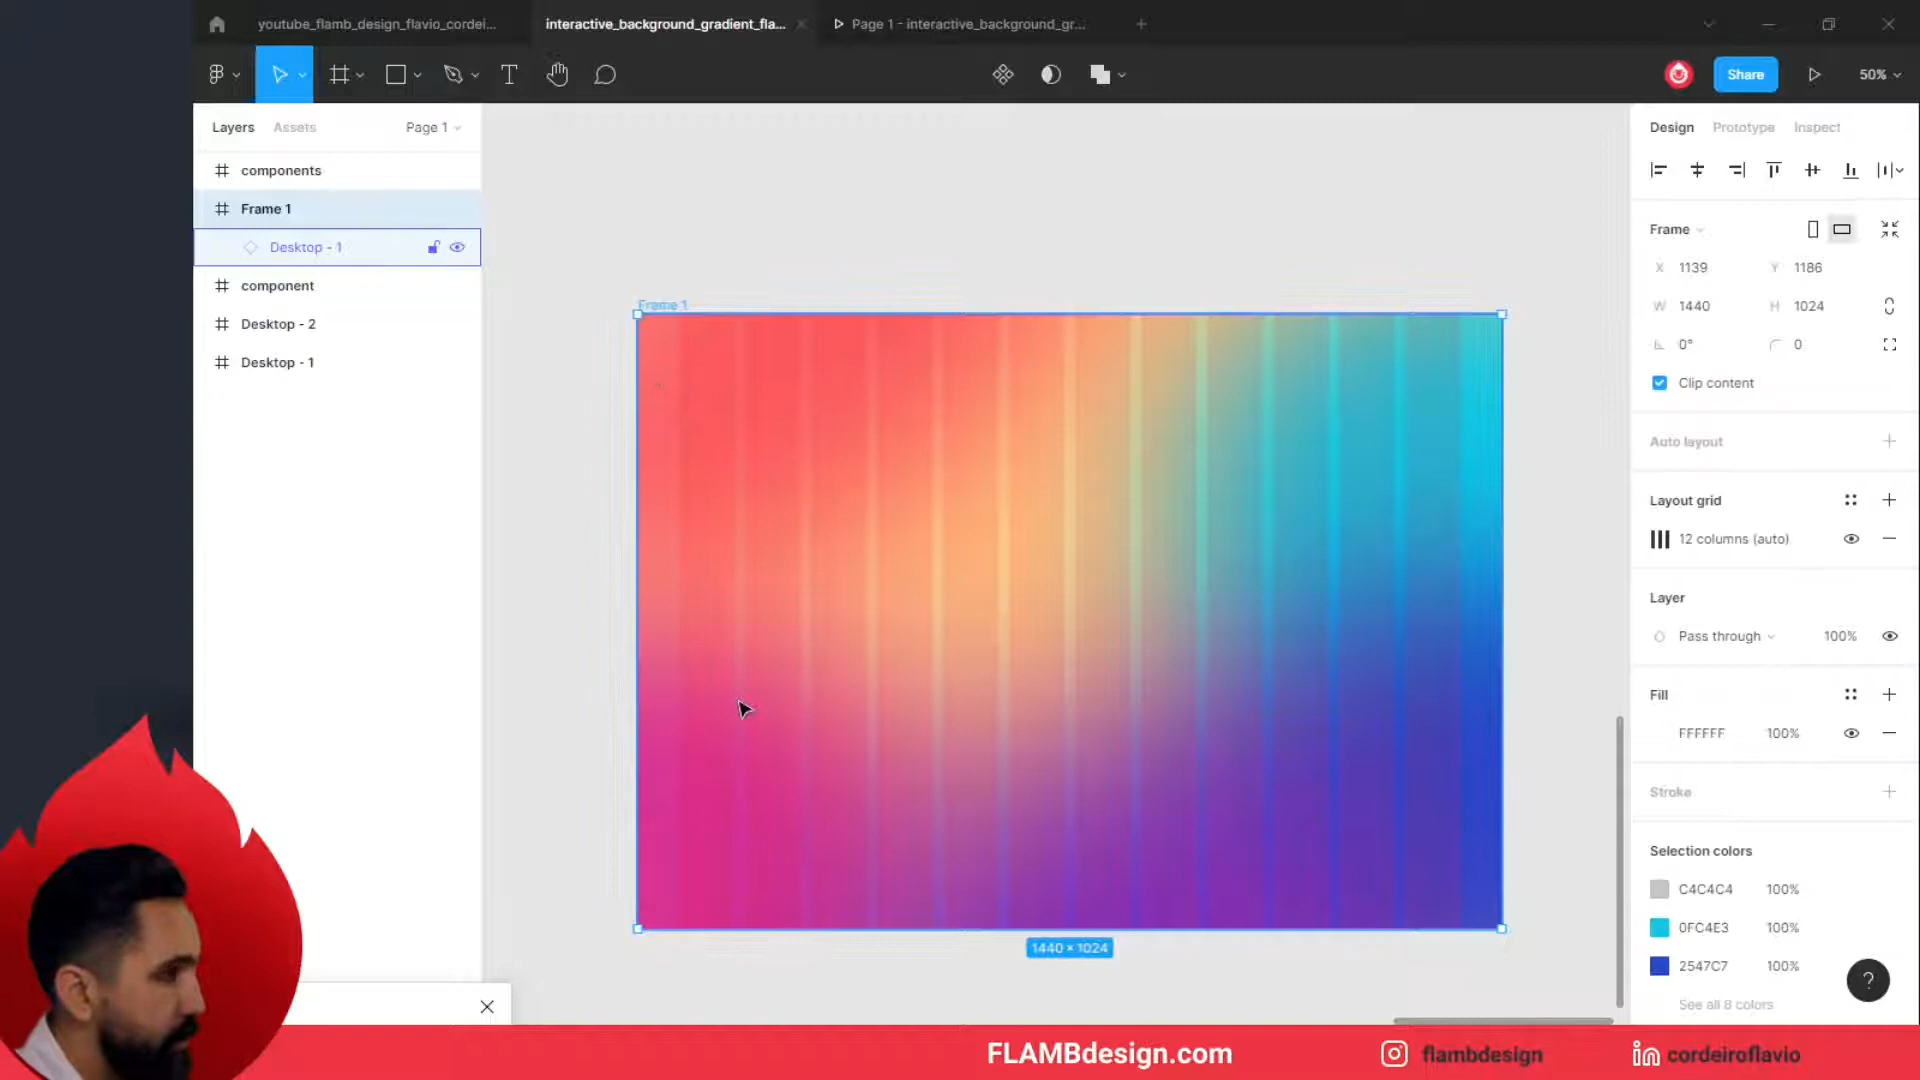 youtube_flamb_design_flavio_cordei...
interactive_background_gradient_fla...
Page 1 - interactive_background_gr...
Share
50%
Layers
Assets
Page 1
components
Frame 1
Desktop - 1
component
Desktop - 2
Desktop - 1
Frame 1
1440 × 1024
Design
Prototype
Inspect
Frame
X 1139
Y 1186
W 1440
H 1024
0°
0
Clip content
Auto layout
Layout grid
12 columns (auto)
Layer
Pass through
100%
Fill
FFFFFF
100%
Stroke
Selection colors
C4C4C4
100%
0FC4E3
100%
2547C7
100%
See all 8 colors
?
FLAMBdesign.com
flambdesign
in cordeiroflavio